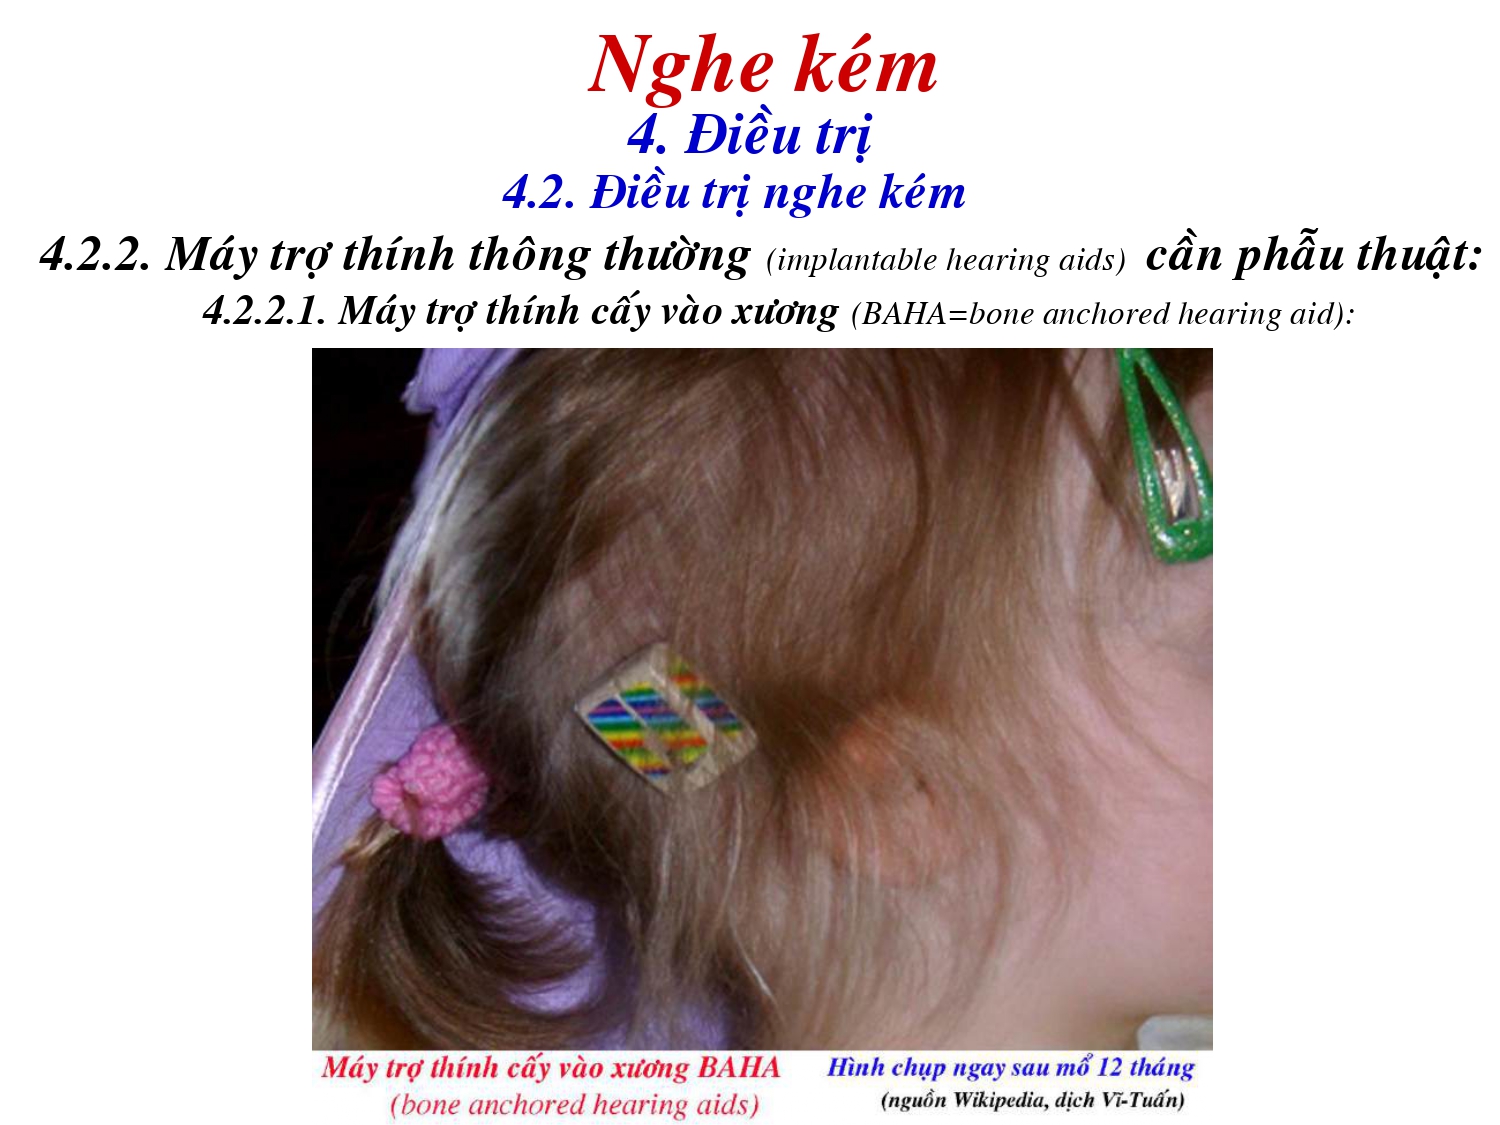 Nghe kém
4. Điều trị
4.2. Điều trị nghe kém
4.2.2. Máy trợ thính thông thường (implantable hearing aids) cần phẫu thuật:
4.2.2.1. Máy trợ thính cấy vào xương (BAHA=bone anchored hearing aid):
Máy trợ thính cấy vào xương BAHA
(bone anchored hearing aids)
Hình chụp ngay sau mổ 12 tháng
(nguồn Wikipedia, dịch Vĩ-Tuấn)